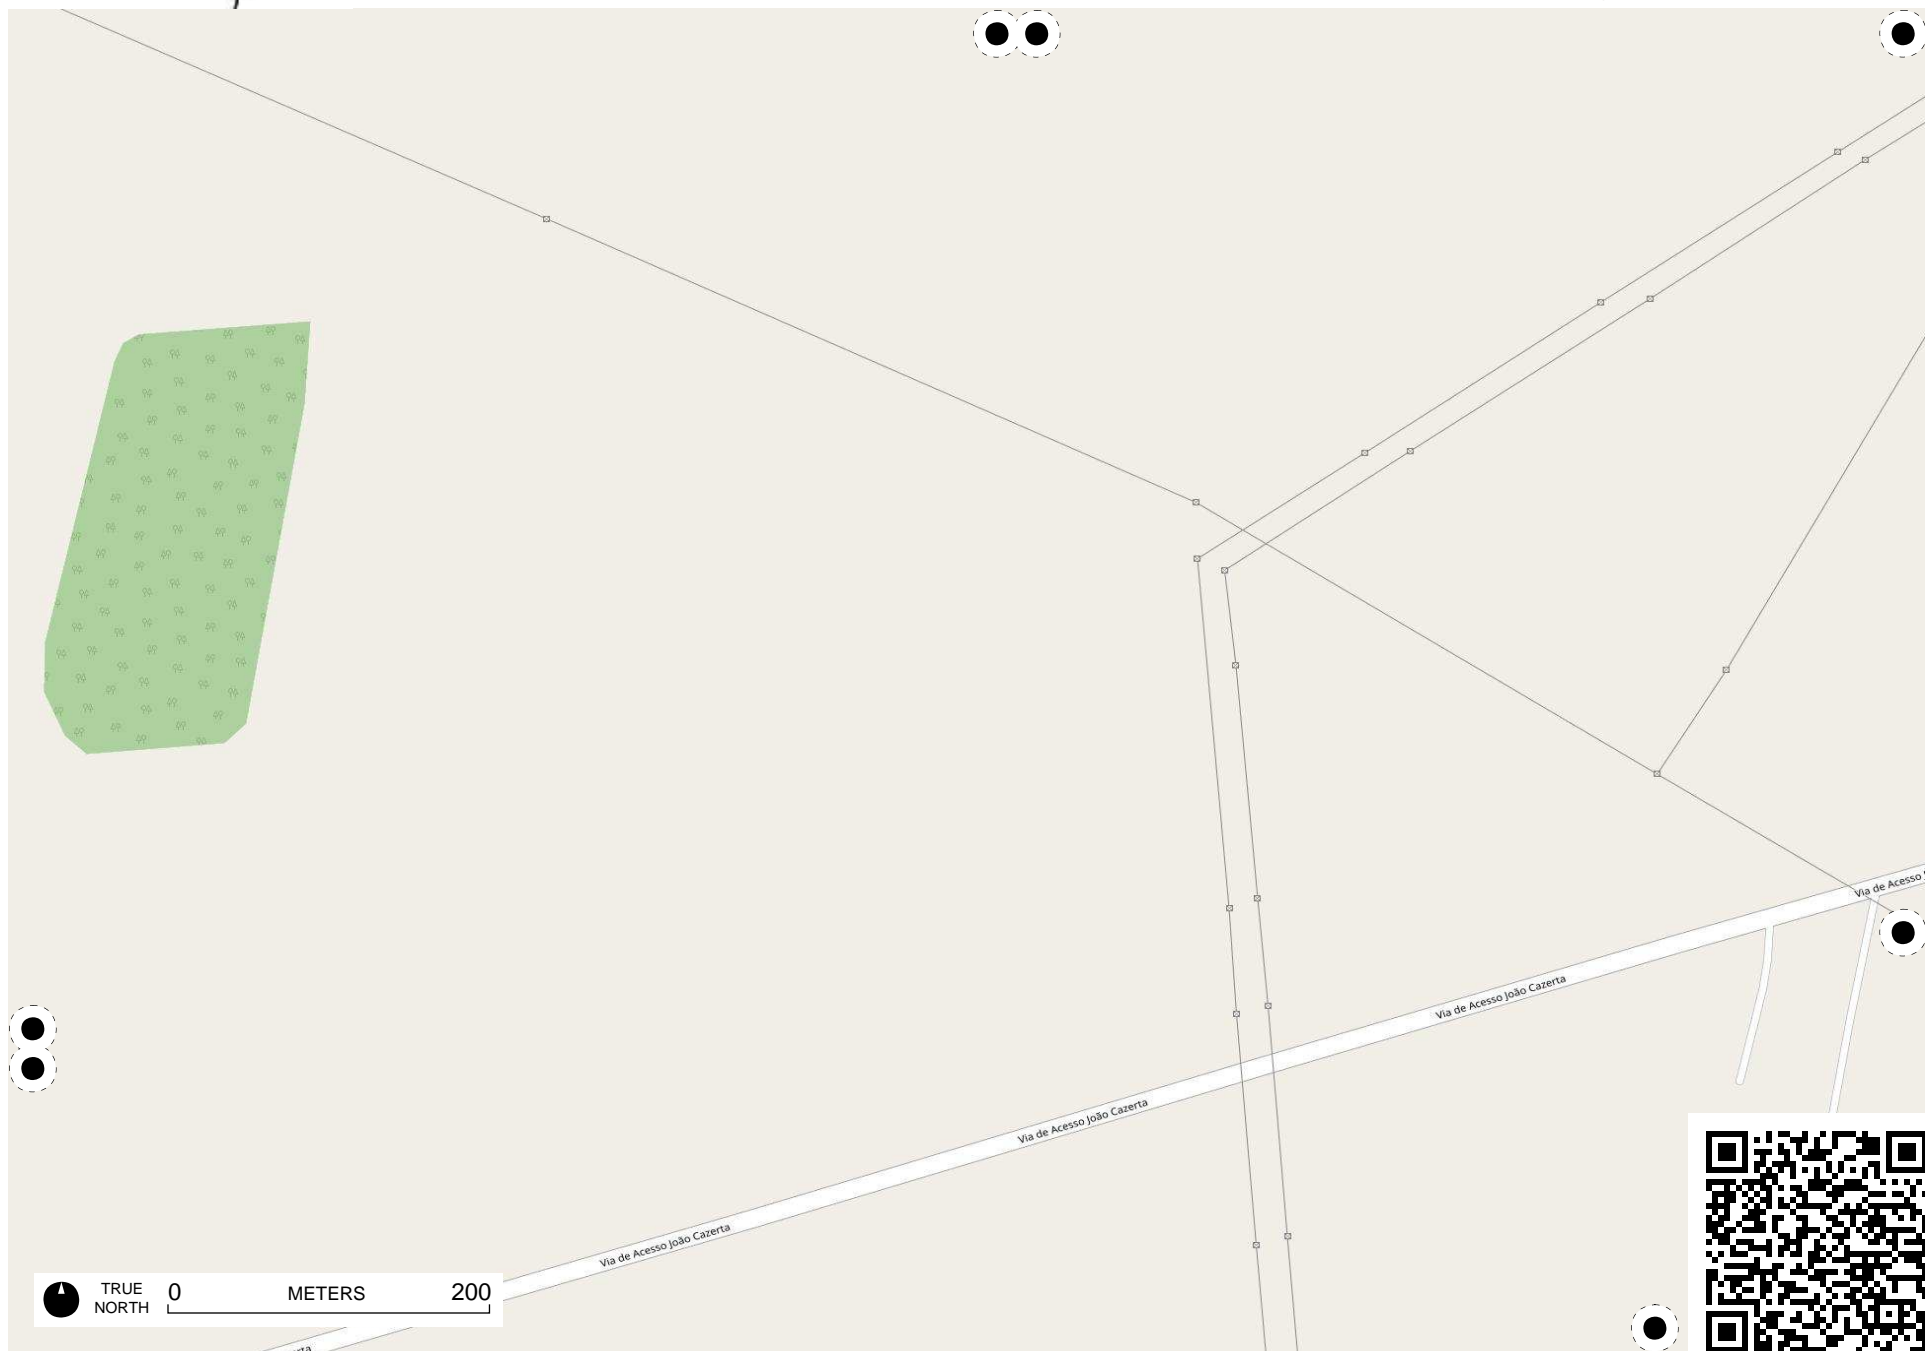 Via de Acesso
Via de Acesso João Cazerta
Via de Acesso João Cazerta
Via de Acesso João Cazerta
TRUE
NORTH
0 METERS 200